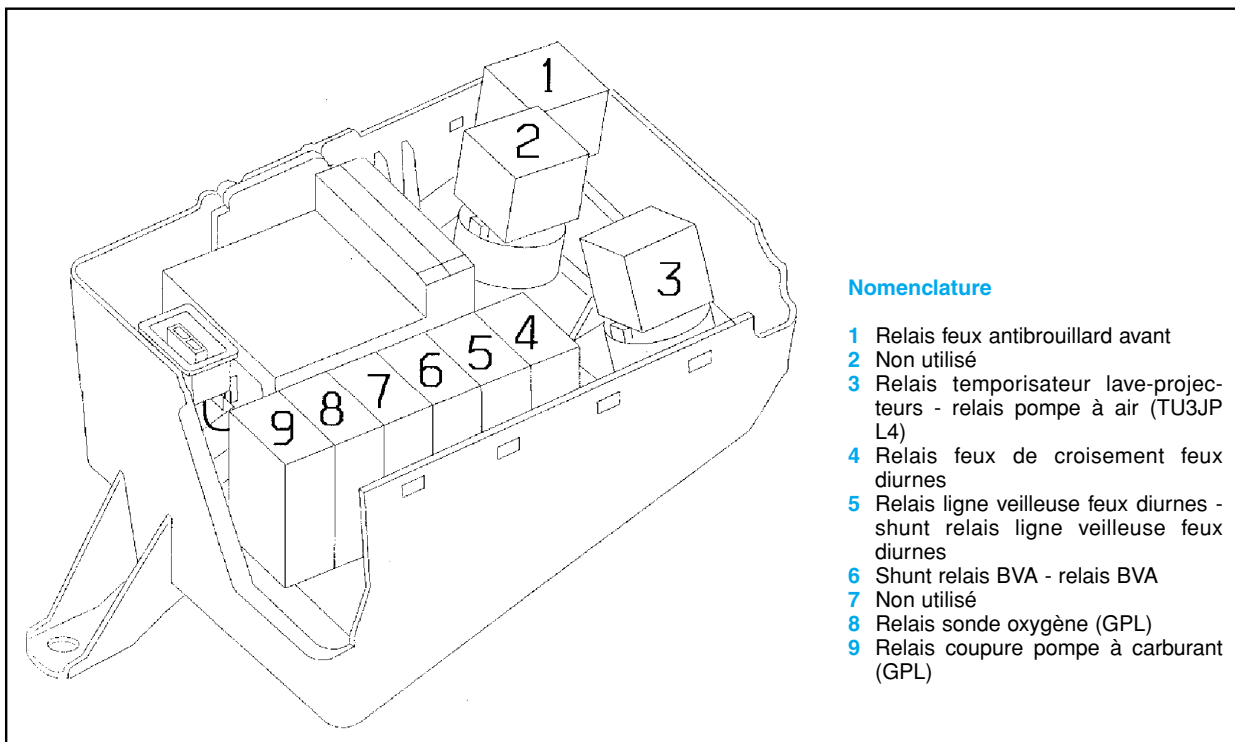 1
2
3
4
5
6
7
8
9
Nomenclature
1 Relais feux antibrouillard avant
2 Non utilisé
3 Relais temporisateur lave-projec-
teurs - relais pompe à air (TU3JP
L4)
4 Relais feux de croisement feux
diurnes
5 Relais ligne veilleuse feux diurnes -
shunt relais ligne veilleuse feux
diurnes
6 Shunt relais BVA - relais BVA
7 Non utilisé
8 Relais sonde oxygène (GPL)
9 Relais coupure pompe à carburant
(GPL)